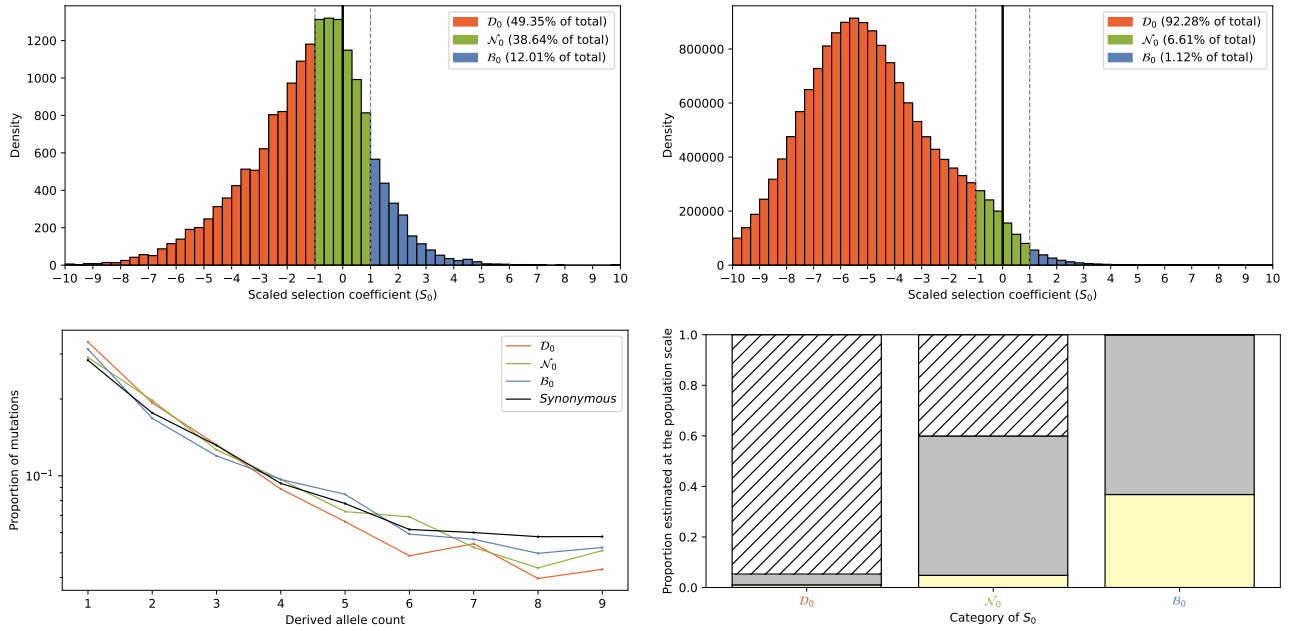 𝒟₀ (49.35% of total)
𝒩₀ (38.64% of total)
ℬ₀ (12.01% of total)
Density
1200
1000
800
600
400
200
0
−10 −9 −8 −7 −6 −5 −4 −3 −2 −1 0 1 2 3 4 5 6 7 8 9 10
Scaled selection coefficient (S₀)
𝒟₀ (92.28% of total)
𝒩₀ (6.61% of total)
ℬ₀ (1.12% of total)
Density
800000
600000
400000
200000
0
−10 −9 −8 −7 −6 −5 −4 −3 −2 −1 0 1 2 3 4 5 6 7 8 9 10
Scaled selection coefficient (S₀)
𝒟₀
𝒩₀
ℬ₀
Synonymous
Proportion of mutations
10⁻¹
1 2 3 4 5 6 7 8 9
Derived allele count
Proportion estimated at the population scale
1.0
0.8
0.6
0.4
0.2
0.0
𝒟₀ 𝒩₀ ℬ₀
Category of S₀